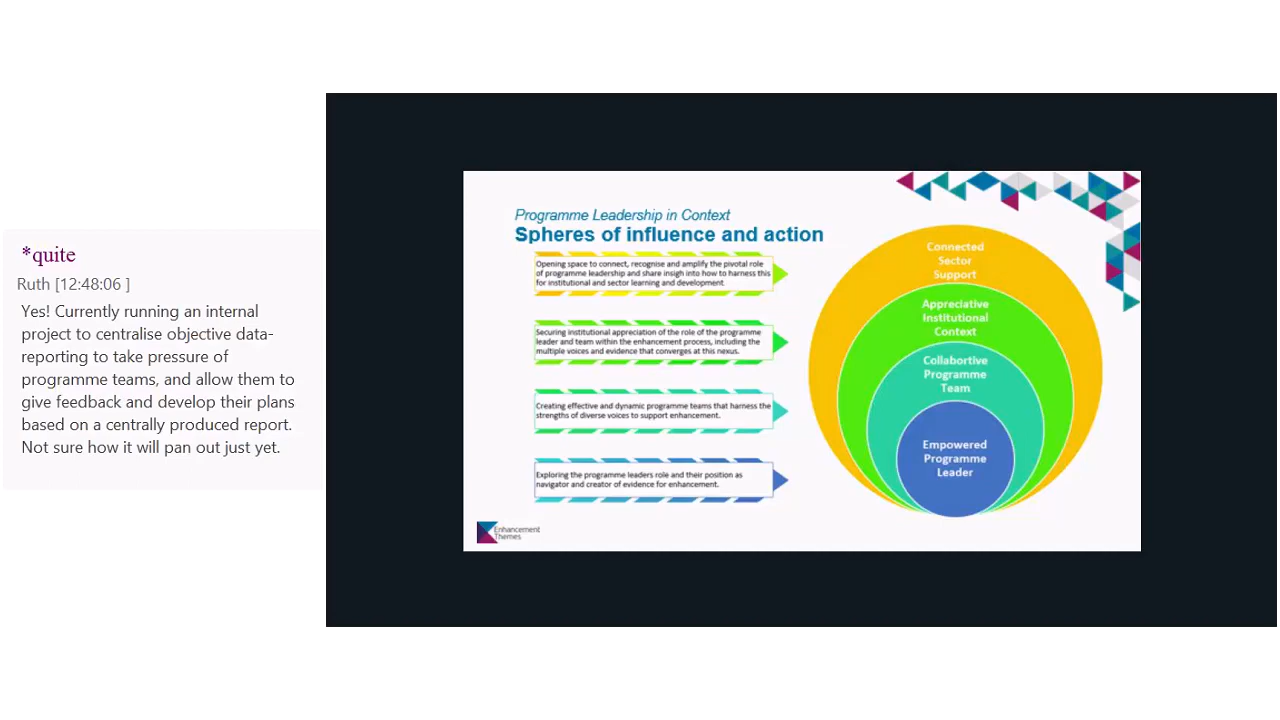 *quite
Ruth [12:48:06 ]
Yes! Currently running an internal
project to centralise objective data-
reporting to take pressure of
programme teams, and allow them to
give feedback and develop their plans
based on a centrally produced report.
Not sure how it will pan out just yet.
Programme Leadership in Context
Spheres of influence and action
Opening space to connect, recognise and amplify the pivotal role
of programme leadership and share insigh into how to harness this
for institutional and sector learning and development
Securing institutional appreciation of the role of the programme
leader and team within the enhancement process, including the
multiple voices and evidence that converges at this nexus.
Creating effective and dynamic programme teams that harness the
strengths of diverse voices to support enhancement.
Exploring the programme leaders role and their position as
navigator and creator of evidence for enhancement.
Connected
Sector
Support
Appreciative
Institutional
Context
Collabortive
Programme
Team
Empowered
Programme
Leader
Enhancement
Themes